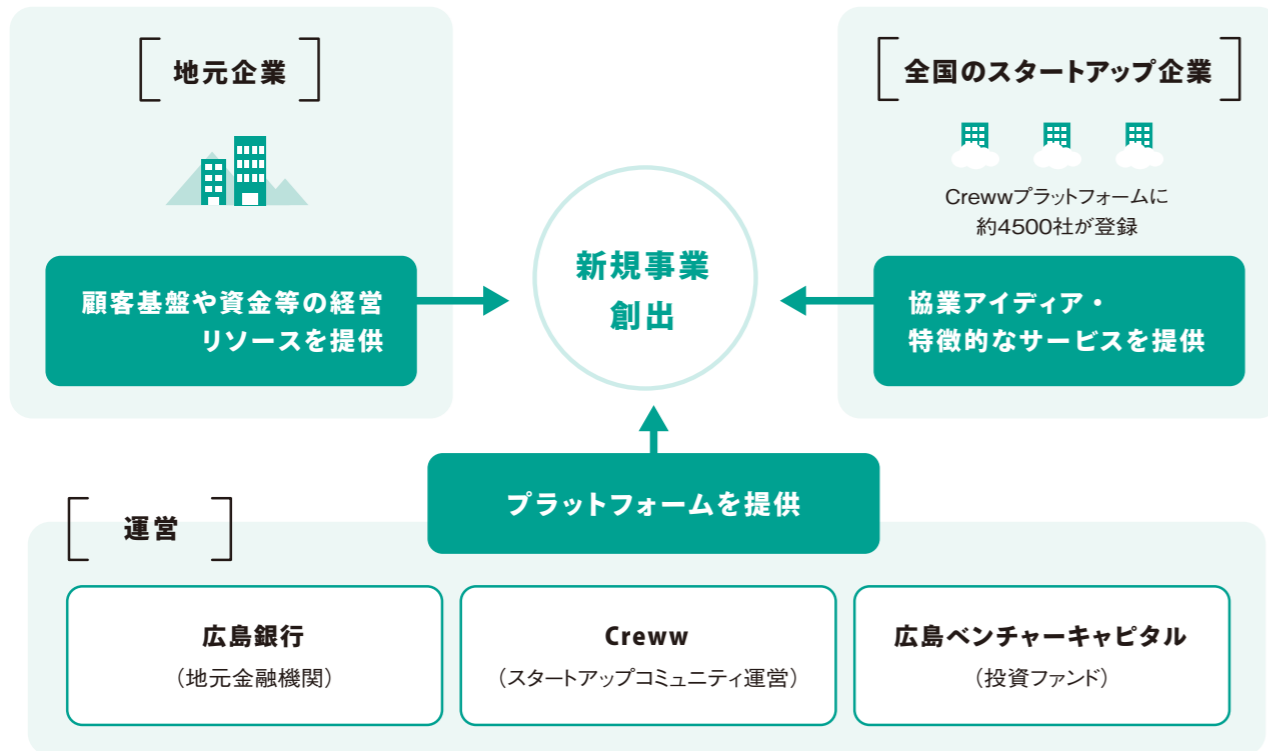 地元企業
顧客基盤や資金等の経営
リソースを提供
新規事業
創出
全国のスタートアップ企業
Crewwプラットフォームに
約4500社が登録
協業アイディア・
特徴的なサービスを提供
プラットフォームを提供
運営
広島銀行
（地元金融機関）
Creww
（スタートアップコミュニティ運営）
広島ベンチャーキャピタル
（投資ファンド）